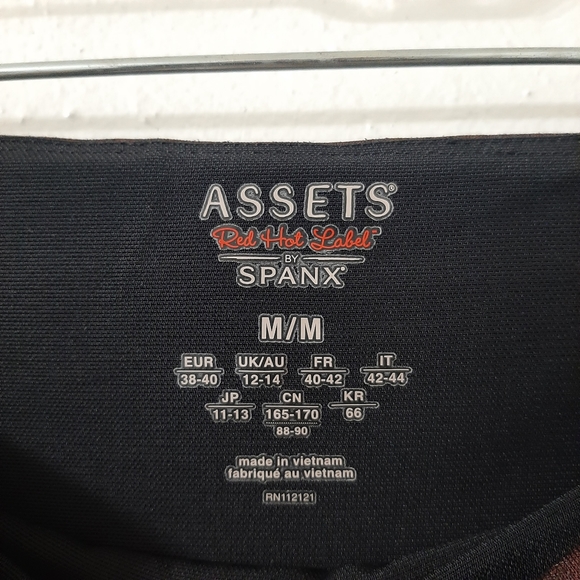 ASSETS®
Red Hot Label™
BY
SPANX®
M/M
EUR UK/AU FR IT
38-40 12-14 40-42 42-44
JP CN KR
11-13 165-170 66
88-90
made in vietnam
fabriqué au vietnam
RN112121